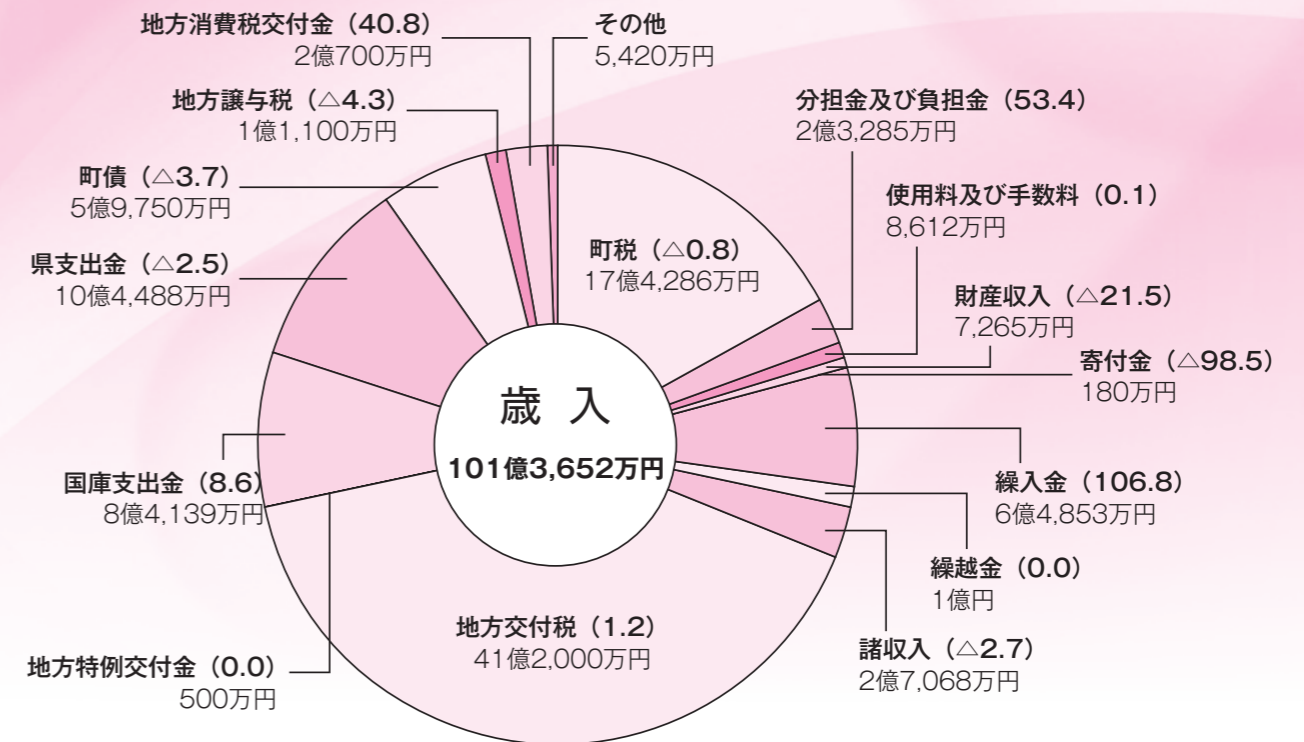 地方消費税交付金（40.8）
2億700万円
その他
5,420万円
地方譲与税（△4.3）
1億1,100万円
分担金及び負担金（53.4）
2億3,285万円
町債（△3.7）
5億9,750万円
使用料及び手数料（0.1）
8,612万円
県支出金（△2.5）
10億4,488万円
町税（△0.8）
17億4,286万円
財産収入（△21.5）
7,265万円
寄付金（△98.5）
180万円
歳 入
101億3,652万円
国庫支出金（8.6）
8億4,139万円
繰入金（106.8）
6億4,853万円
繰越金（0.0）
1億円
地方交付税（1.2）
41億2,000万円
諸収入（△2.7）
2億7,068万円
地方特例交付金（0.0）
500万円